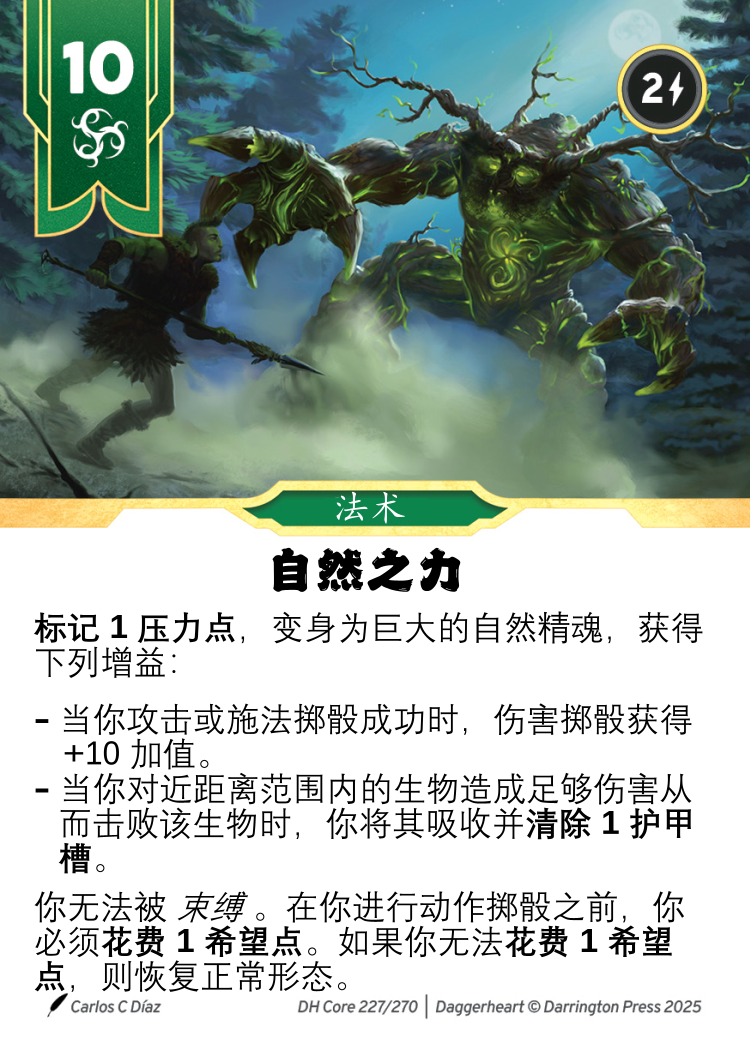 10
2
法术
自然之力
标记 1 压力点，变身为巨大的自然精魂，获得
下列增益：
- 当你攻击或施法掷骰成功时，伤害掷骰获得
+10 加值。
- 当你对近距离范围内的生物造成足够伤害从
而击败该生物时，你将其吸收并清除 1 护甲
槽。
你无法被 束缚 。在你进行动作掷骰之前，你
必须花费 1 希望点。如果你无法花费 1 希望
点，则恢复正常形态。
Carlos C Díaz DH Core 227/270 | Daggerheart © Darrington Press 2025